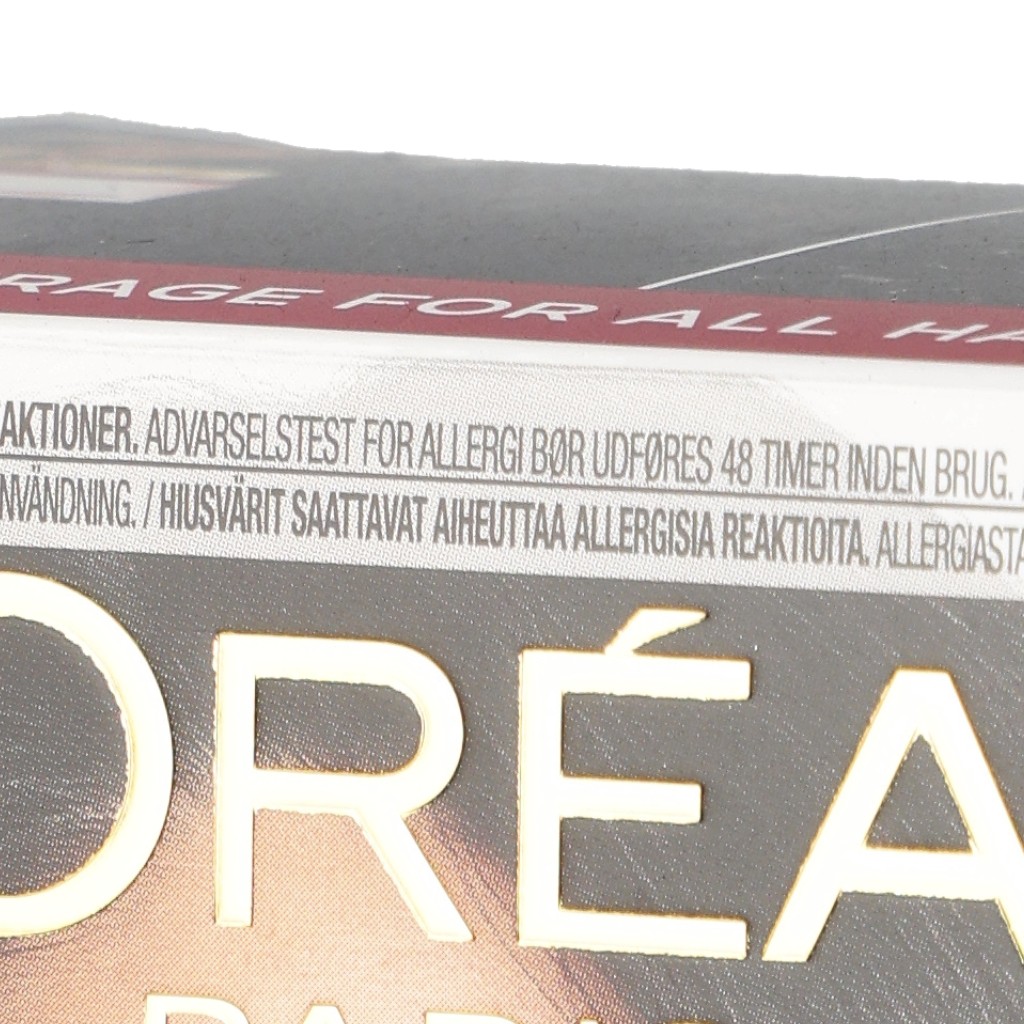 RAGE FOR ALL HA
AKTIONER. ADVARSELSTEST FOR ALLERGI BØR UDFØRES 48 TIMER INDEN BRUG.
NVÄNDNING. / HIUSVÄRIT SAATTAVAT AIHEUTTAA ALLERGISIA REAKTIOITA. ALLERGIASTA
ORÉA
PARIS